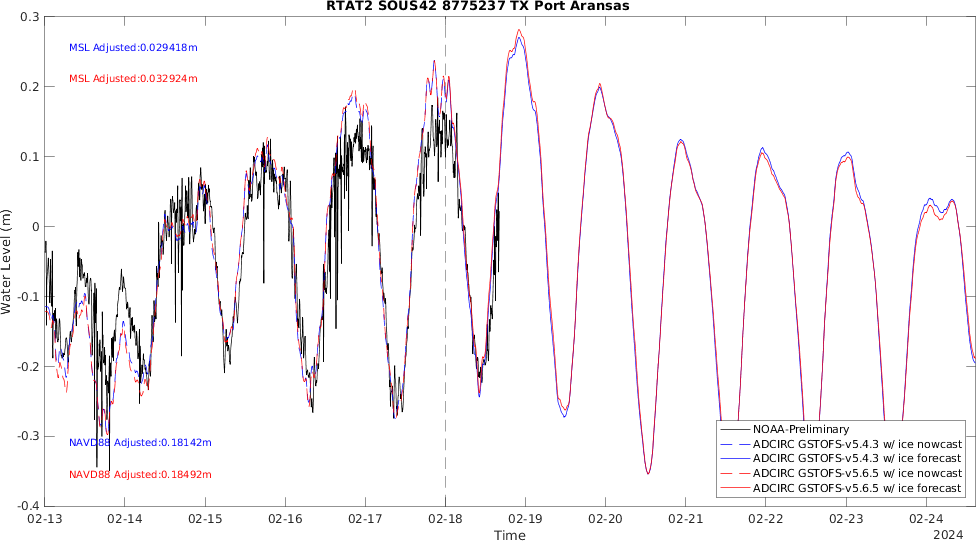 RTAT2 SOUS42 8775237 TX Port Aransas
0.3
0.2
0.1
0
-0.1
-0.2
-0.3
-0.4
Water Level (m)
MSL Adjusted:0.029418m
MSL Adjusted:0.032924m
NAVD88 Adjusted:0.18142m
NAVD88 Adjusted:0.18492m
NOAA-Preliminary
ADCIRC GSTOFS-v5.4.3 w/ ice nowcast
ADCIRC GSTOFS-v5.4.3 w/ ice forecast
ADCIRC GSTOFS-v5.6.5 w/ ice nowcast
ADCIRC GSTOFS-v5.6.5 w/ ice forecast
02-13 02-14 02-15 02-16 02-17 02-18 02-19 02-20 02-21 02-22 02-23 02-24
Time
2024